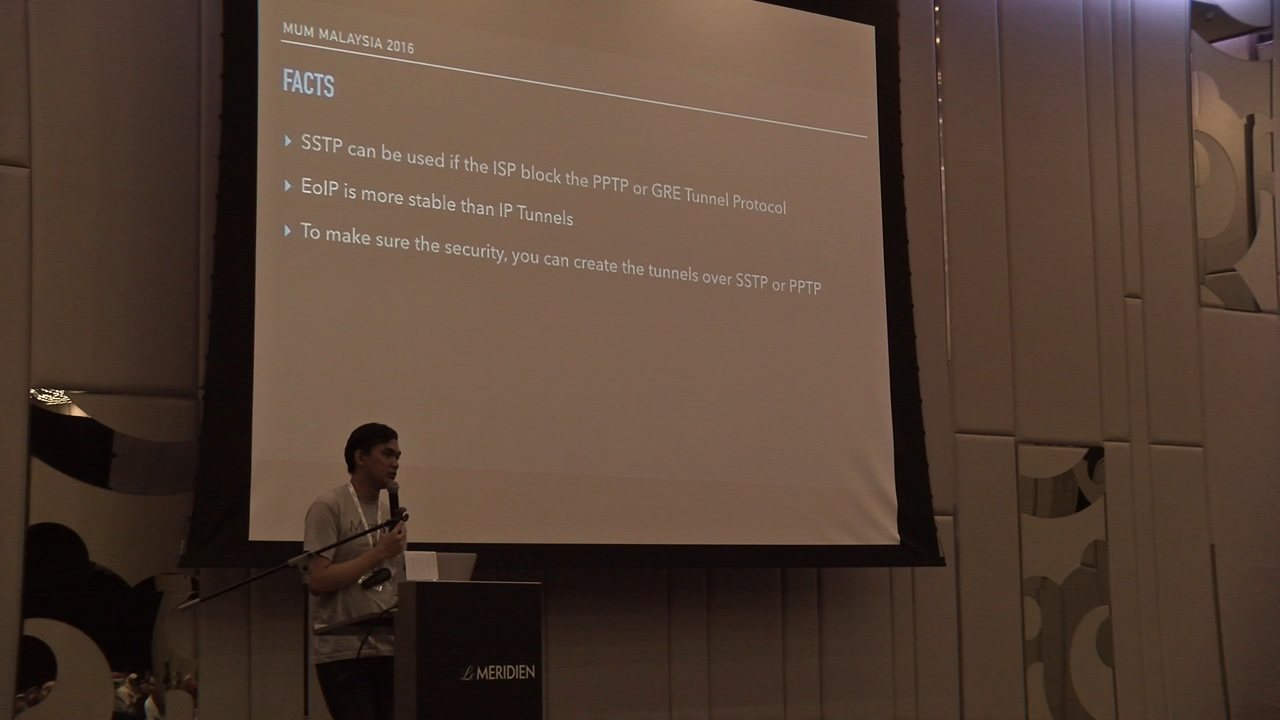 MUM MALAYSIA 2016
FACTS
SSTP can be used if the ISP block the PPTP or GRE Tunnel Protocol
EoIP is more stable than IP Tunnels
To make sure the security, you can create the tunnels over SSTP or PPTP
Le MERIDIEN